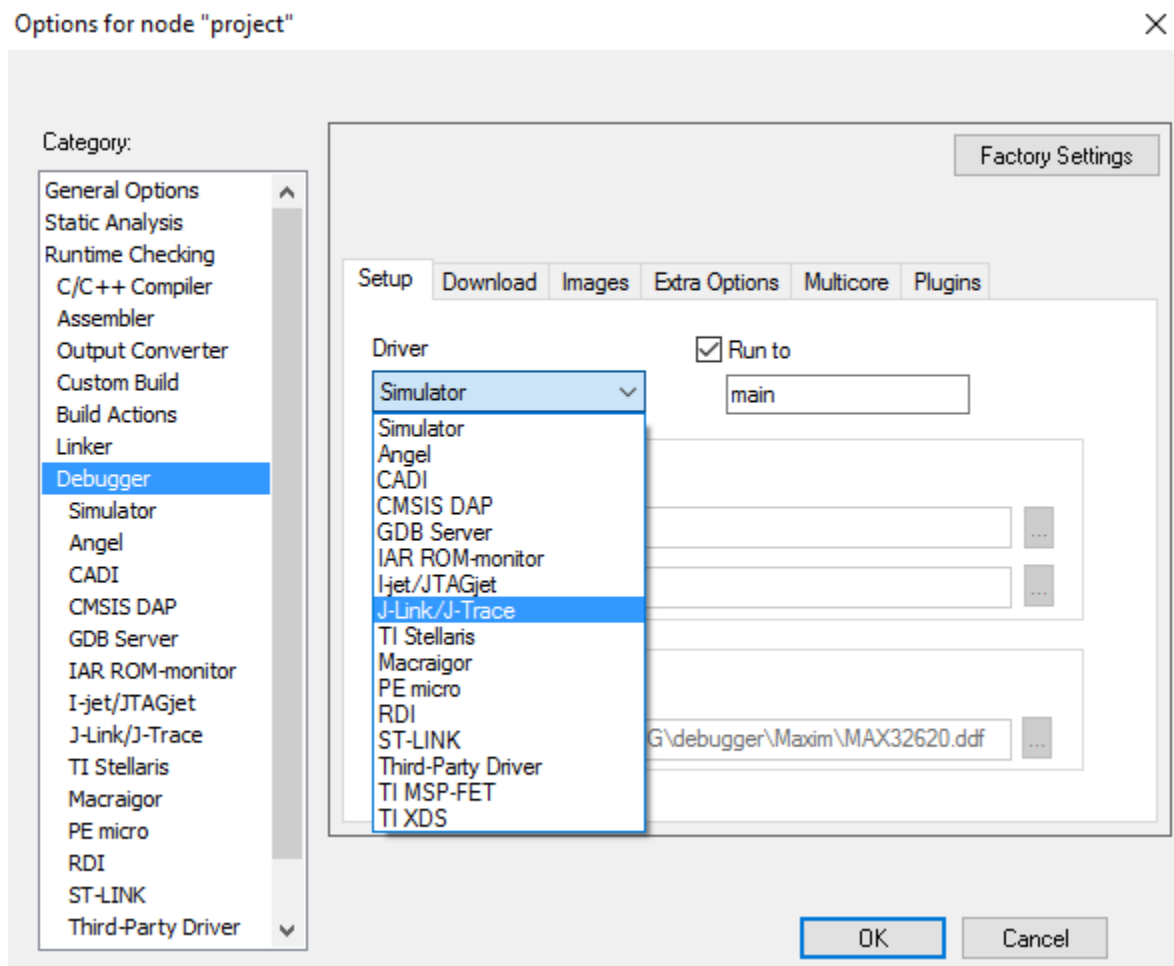 Options for node "project"
Category:
General Options
Static Analysis
Runtime Checking
C/C++ Compiler
Assembler
Output Converter
Custom Build
Build Actions
Linker
Debugger
Simulator
Angel
CADI
CMSIS DAP
GDB Server
IAR ROM-monitor
I-jet/JTAGjet
J-Link/J-Trace
TI Stellaris
Macraigor
PE micro
RDI
ST-LINK
Third-Party Driver
Factory Settings
Setup Download Images Extra Options Multicore Plugins
Driver
Run to
Simulator
main
Simulator
Angel
CADI
CMSIS DAP
GDB Server
...
IAR ROM-monitor
I-jet/JTAGjet
...
J-Link/J-Trace
TI Stellaris
Macraigor
PE micro
RDI
ST-LINK
G\debugger\Maxim\MAX32620.ddf ...
Third-Party Driver
TI MSP-FET
TI XDS
OK Cancel